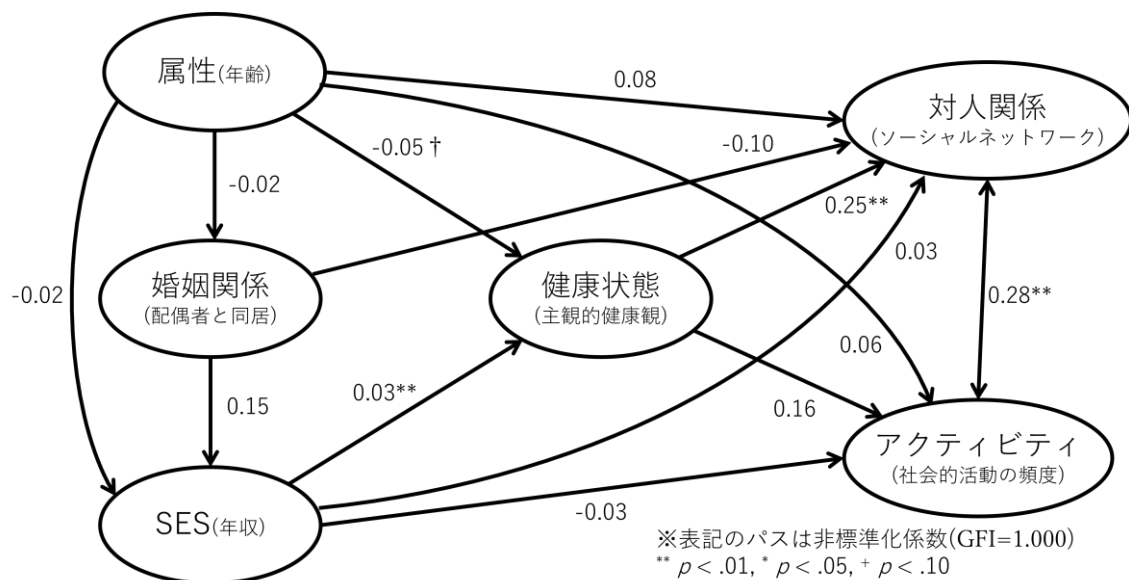 属性(年齢)
0.08
対人関係
(ソーシャルネットワーク)
-0.05 †
-0.10
-0.02
0.25**
婚姻関係
(配偶者と同居)
健康状態
(主観的健康観)
0.03
-0.02
0.28**
0.06
0.15
0.03**
0.16
アクティビティ
(社会的活動の頻度)
SES(年収)
-0.03
※表記のパスは非標準化係数(GFI=1.000)
** p < .01, * p < .05, + p < .10